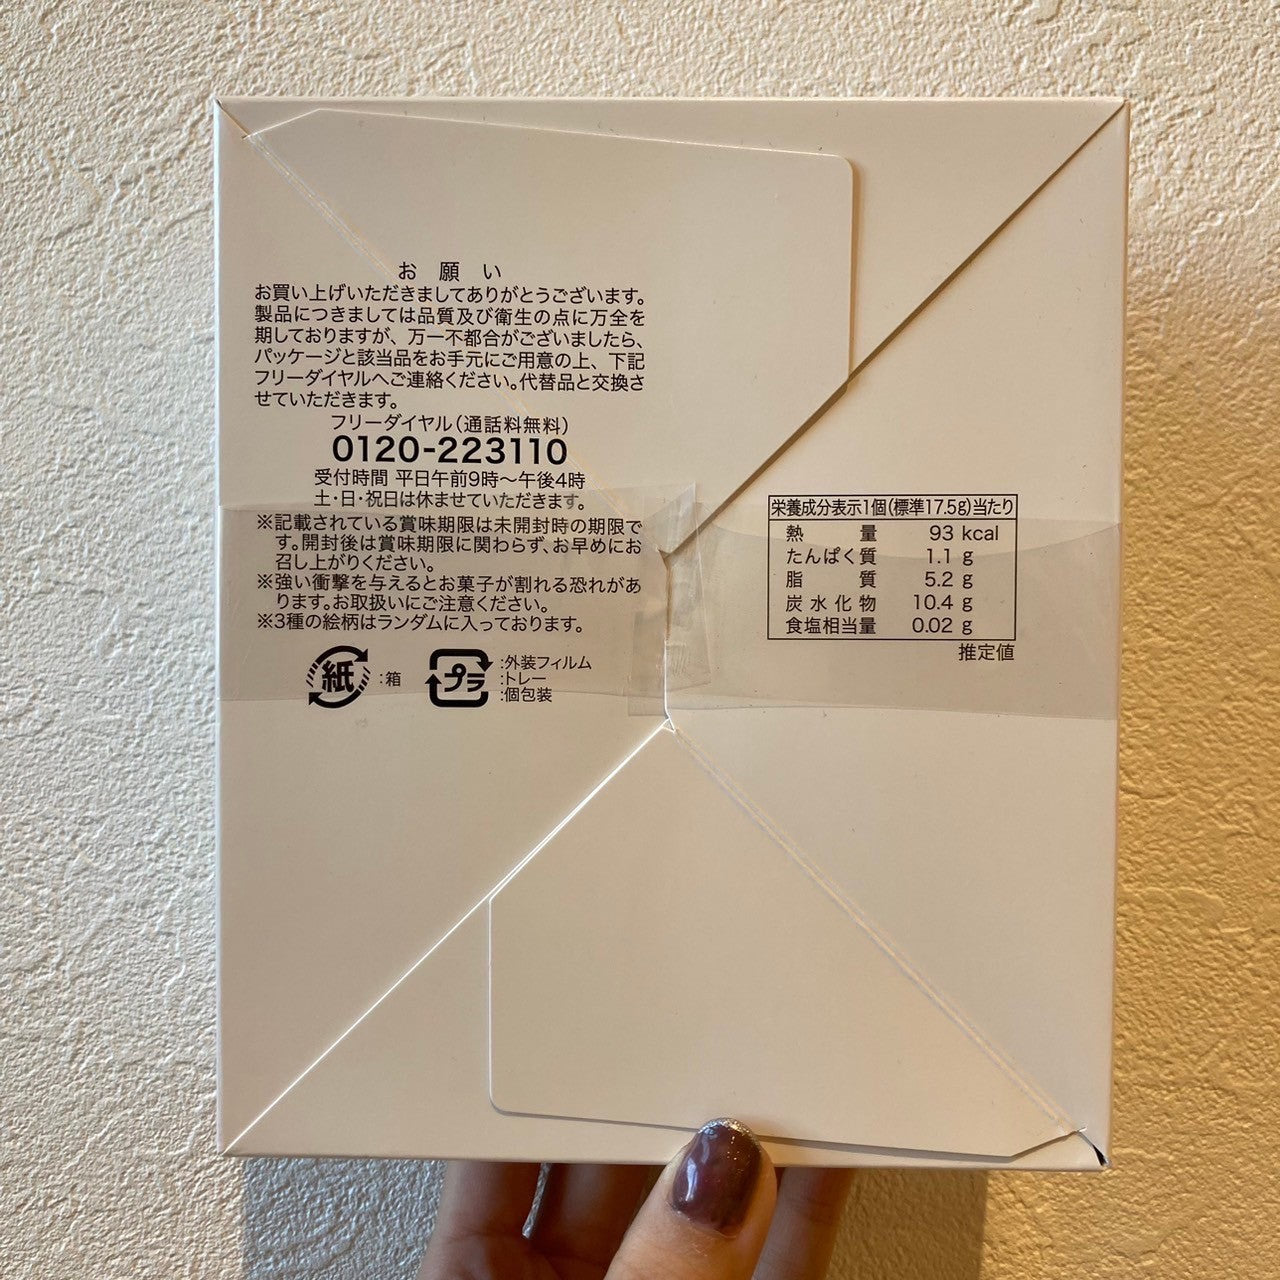 お願い
お買い上げいただきましてありがとうございます。
製品につきましては品質及び衛生の点に万全を
期しておりますが、万一不都合がございましたら、
パッケージと該当品をお手元にご用意の上、下記
フリーダイヤルへご連絡ください。代替品と交換さ
せていただきます。
フリーダイヤル(通話料無料)
0120-223110
受付時間 平日午前9時〜午後4時
土・日・祝日は休ませていただきます。
※記載されている賞味期限は未開封時の期限で
す。開封後は賞味期限に関わらず、お早めにお
召し上がりください。
※強い衝撃を与えるとお菓子が割れる恐れがあ
ります。お取扱いにご注意ください。
※3種の絵柄はランダムに入っております。
紙 :箱
プラ :外装フィルム
:トレー
:個包装
栄養成分表示1個(標準17.5g)当たり
熱量 93 kcal
たんぱく質 1.1 g
脂質 5.2 g
炭水化物 10.4 g
食塩相当量 0.02 g
推定値